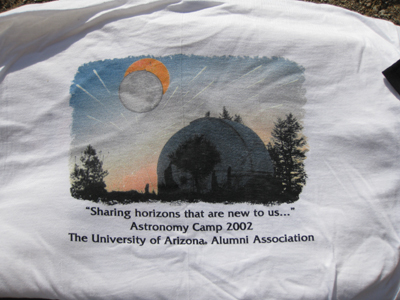 "Sharing horizons that are new to us..."
Astronomy Camp 2002
The University of Arizona® Alumni Association